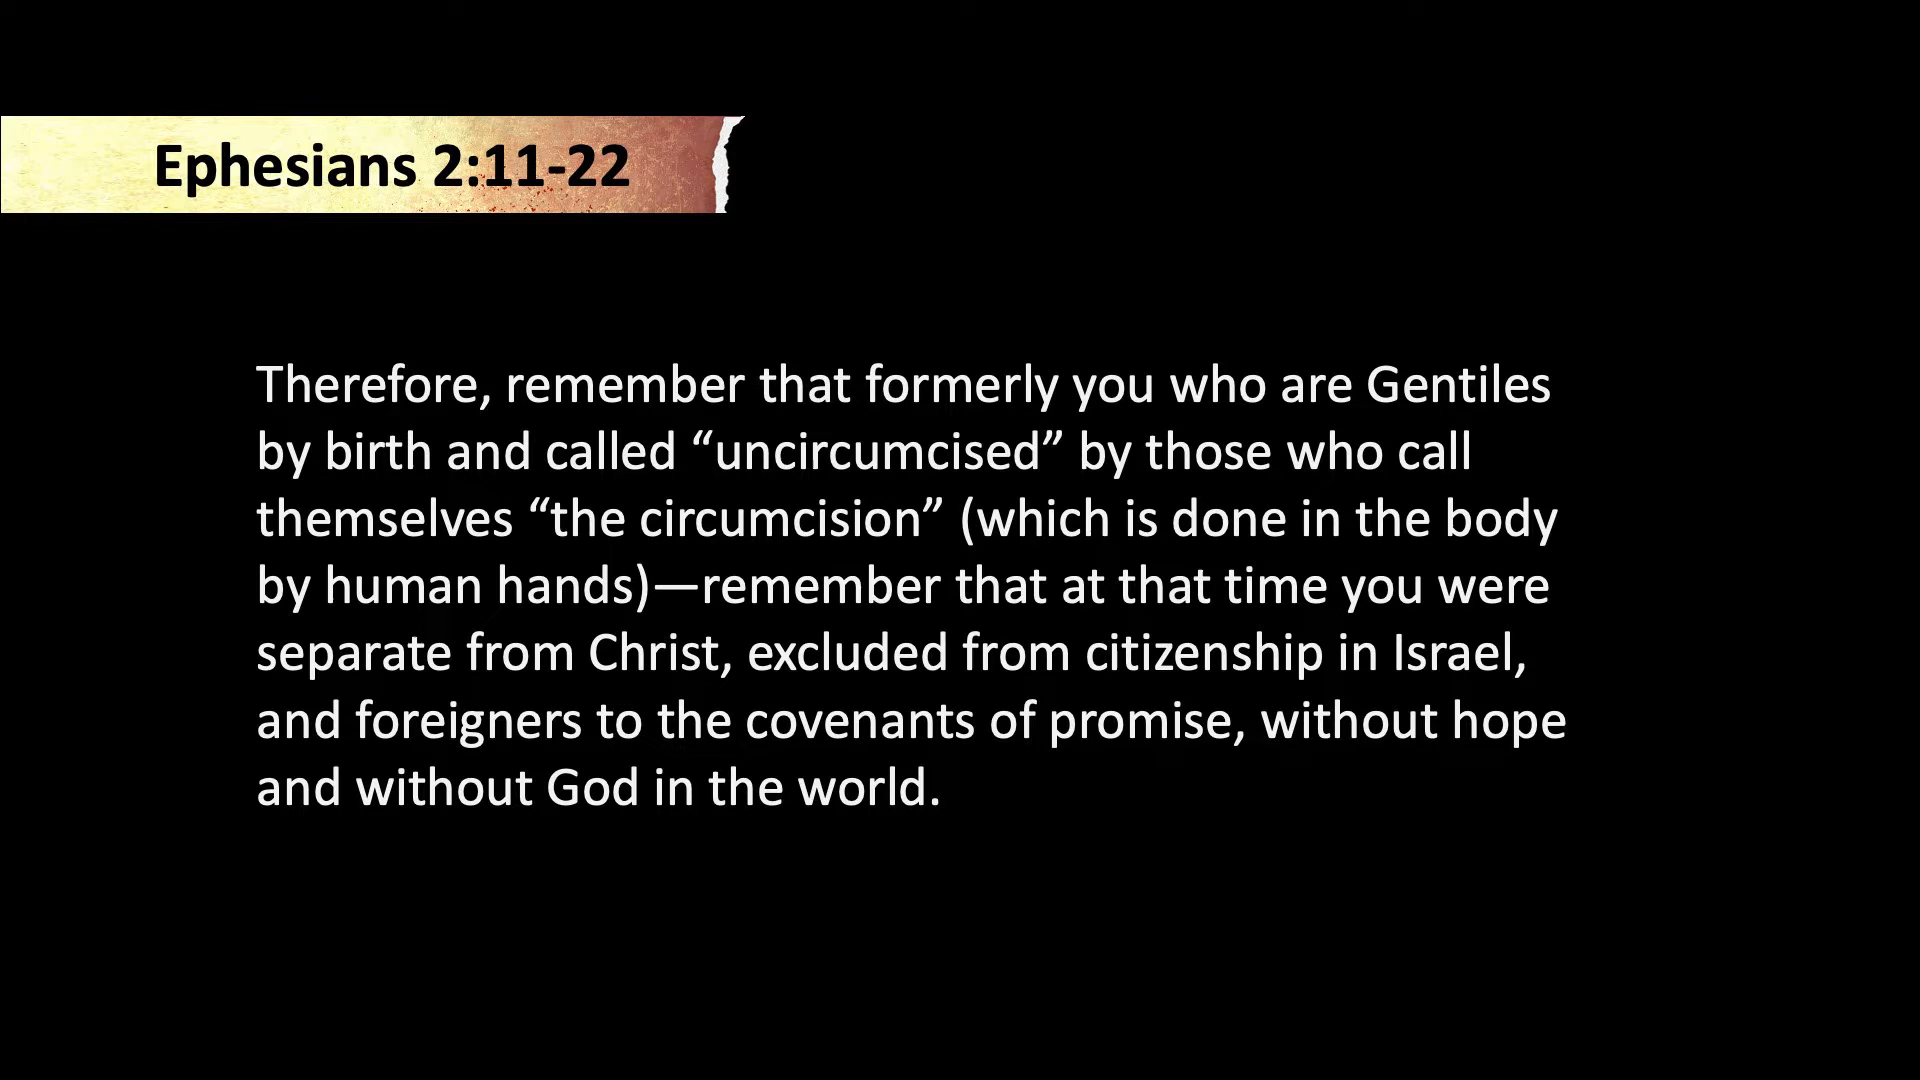 Ephesians 2:11-22
Therefore, remember that formerly you who are Gentiles
by birth and called “uncircumcised” by those who call
themselves “the circumcision” (which is done in the body
by human hands)—remember that at that time you were
separate from Christ, excluded from citizenship in Israel,
and foreigners to the covenants of promise, without hope
and without God in the world.